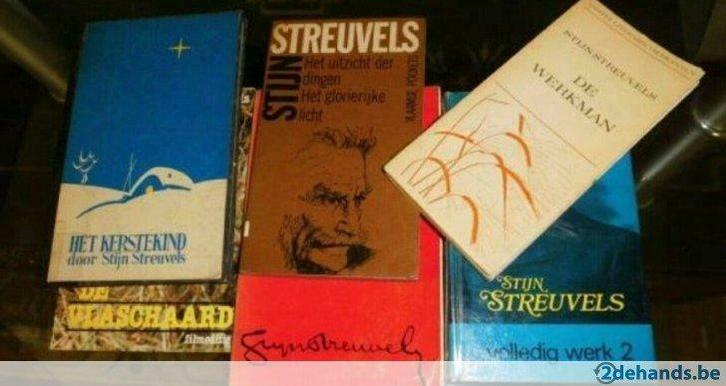 HET KERSTEKIND
door Stijn Streuvels
STIJN
STREUVELS
Het uitzicht der
dingen
Het glorierijke
licht
VLAAMSE POCKETS
STIJN STREUVELS
DE
WERKMAN
DE
VLASCHAARD
Stijn Streuvels
STIJN
STREUVELS
volledig werk 2
2dehands.be